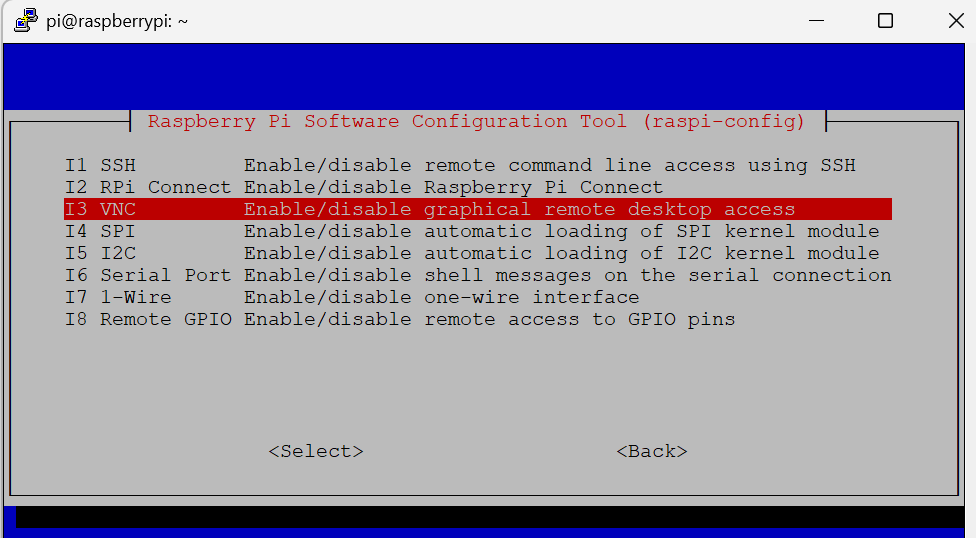 pi@raspberrypi: ~
Raspberry Pi Software Configuration Tool (raspi-config)
I1 SSH Enable/disable remote command line access using SSH
I2 RPi Connect Enable/disable Raspberry Pi Connect
I3 VNC Enable/disable graphical remote desktop access
I4 SPI Enable/disable automatic loading of SPI kernel module
I5 I2C Enable/disable automatic loading of I2C kernel module
I6 Serial Port Enable/disable shell messages on the serial connection
I7 1-Wire Enable/disable one-wire interface
I8 Remote GPIO Enable/disable remote access to GPIO pins
<Select> <Back>